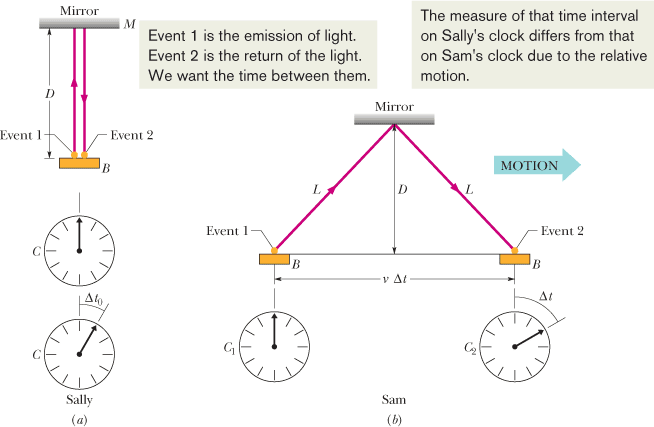 Mirror
M
D
Event 1
Event 2
B
C
Δt₀
C
Sally
(a)
Event 1 is the emission of light.
Event 2 is the return of the light.
We want the time between them.
The measure of that time interval
on Sally's clock differs from that
on Sam's clock due to the relative
motion.
Mirror
MOTION
L
D
L
Event 1
Event 2
B
B
v Δt
Δt
C₁
C₂
Sam
(b)